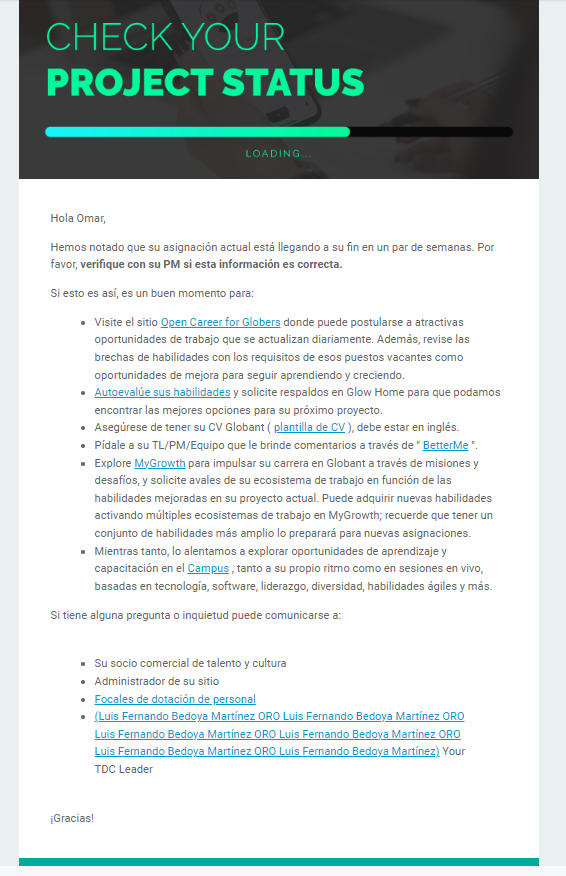 CHECK YOUR
PROJECT STATUS
LOADING...
Hola Omar,
Hemos notado que su asignación actual está llegando a su fin en un par de semanas. Por
favor, verifique con su PM si esta información es correcta.
Si esto es así, es un buen momento para:
• Visite el sitio Open Career for Globers donde puede postularse a atractivas
oportunidades de trabajo que se actualizan diariamente. Además, revise las
brechas de habilidades con los requisitos de esos puestos vacantes como
oportunidades de mejora para seguir aprendiendo y creciendo.
• Autoevalúe sus habilidades y solicite respaldos en Glow Home para que podamos
encontrar las mejores opciones para su próximo proyecto.
• Asegúrese de tener su CV Globant ( plantilla de CV ), debe estar en inglés.
• Pídale a su TL/PM/Equipo que le brinde comentarios a través de " BetterMe ".
• Explore MyGrowth para impulsar su carrera en Globant a través de misiones y
desafíos, y solicite avales de su ecosistema de trabajo en función de las
habilidades mejoradas en su proyecto actual. Puede adquirir nuevas habilidades
activando múltiples ecosistemas de trabajo en MyGrowth; recuerde que tener un
conjunto de habilidades más amplio lo preparará para nuevas asignaciones.
• Mientras tanto, lo alentamos a explorar oportunidades de aprendizaje y
capacitación en el Campus , tanto a su propio ritmo como en sesiones en vivo,
basadas en tecnología, software, liderazgo, diversidad, habilidades ágiles y más.
Si tiene alguna pregunta o inquietud puede comunicarse a:
• Su socio comercial de talento y cultura
• Administrador de su sitio
• Focales de dotación de personal
• (Luis Fernando Bedoya Martínez ORO Luis Fernando Bedoya Martínez ORO
Luis Fernando Bedoya Martínez ORO Luis Fernando Bedoya Martínez ORO
Luis Fernando Bedoya Martínez ORO Luis Fernando Bedoya Martínez) Your
TDC Leader
¡Gracias!